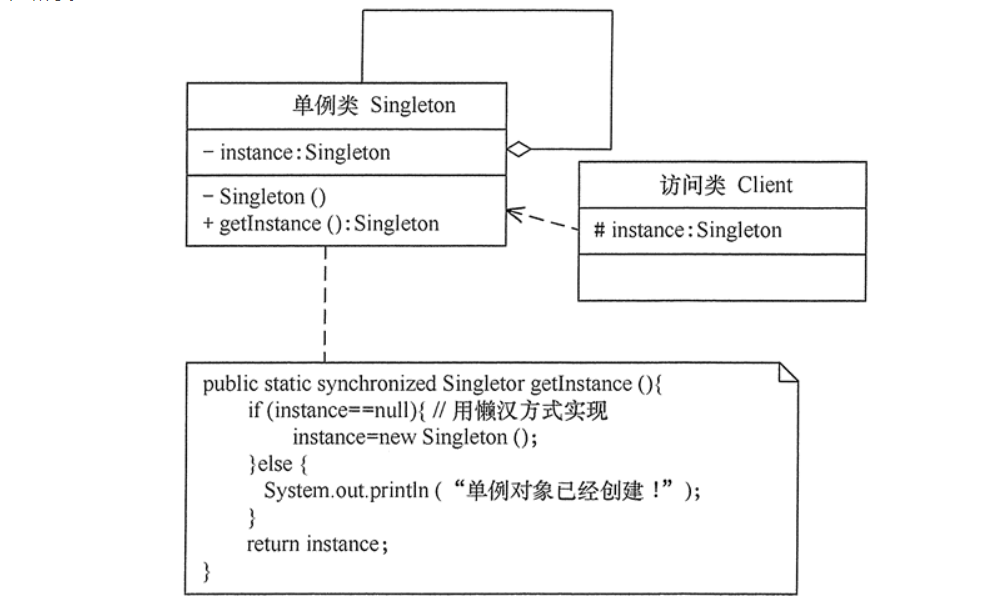 单例类 Singleton
- instance:Singleton
- Singleton ()
+ getInstance ():Singleton
访问类 Client
# instance:Singleton
public static synchronized Singletor getInstance (){
if (instance==null){ // 用懒汉方式实现
instance=new Singleton ();
}else {
System.out.println ( “单例对象已经创建！” );
}
return instance;
}